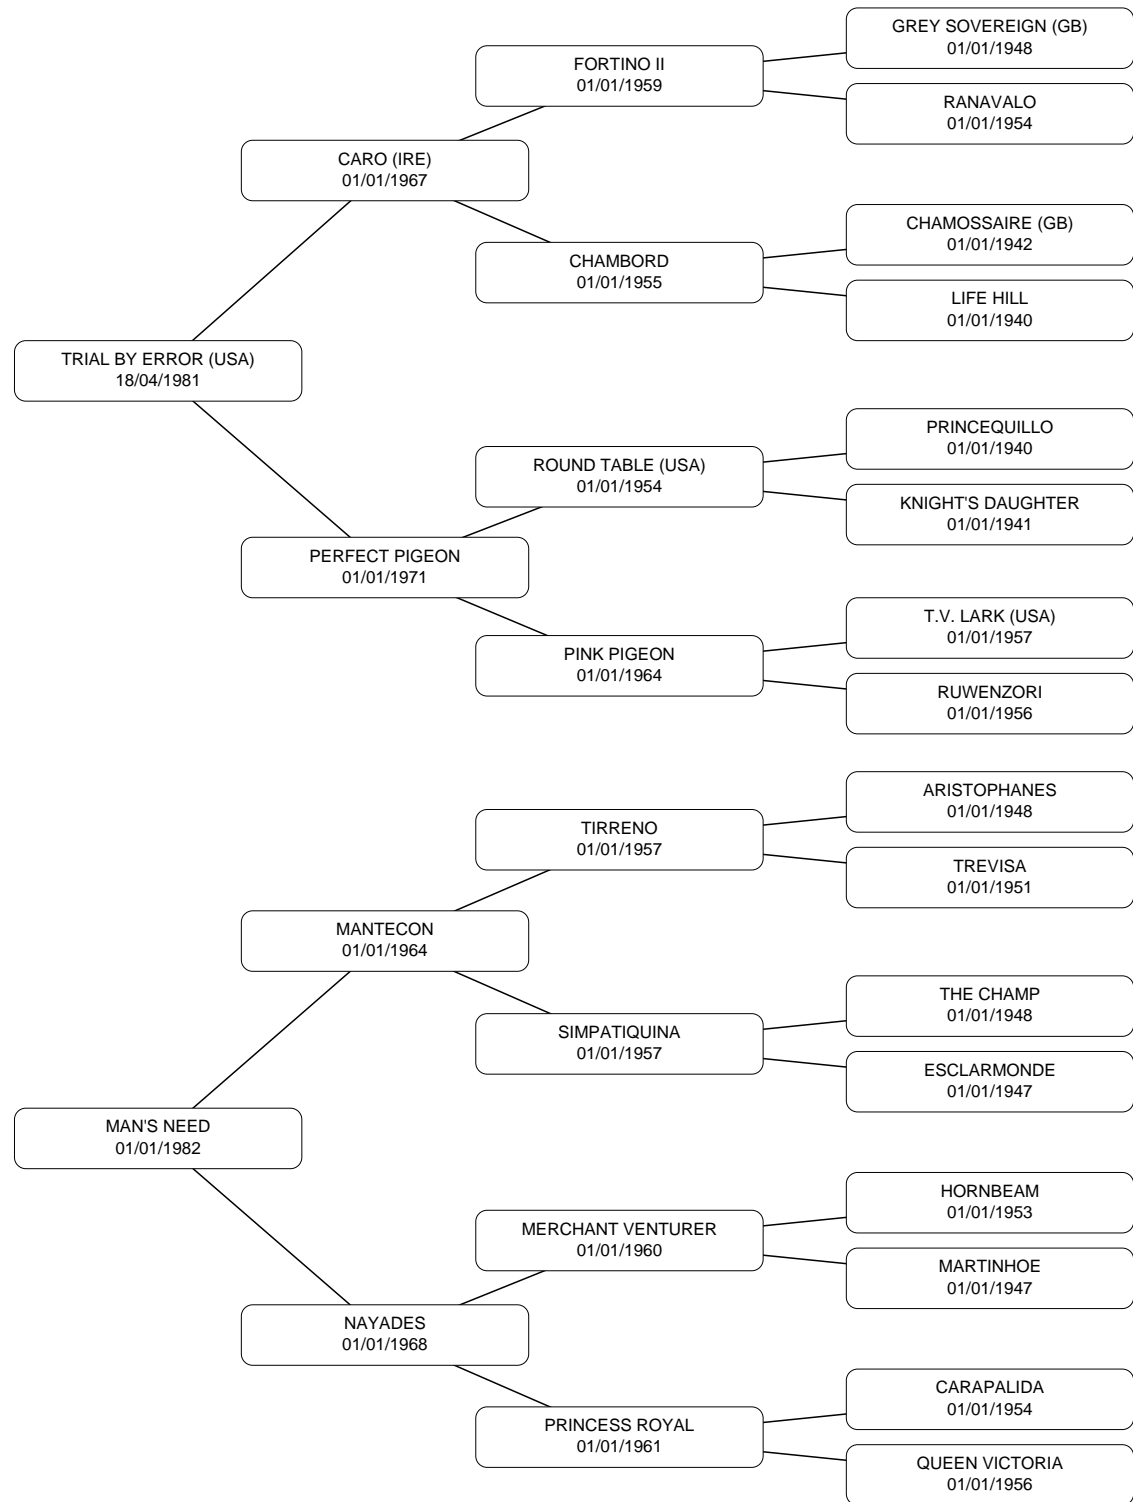 GREY SOVEREIGN (GB)
01/01/1948
FORTINO II
01/01/1959
RANAVALO
01/01/1954
CARO (IRE)
01/01/1967
CHAMOSSAIRE (GB)
01/01/1942
CHAMBORD
01/01/1955
LIFE HILL
01/01/1940
TRIAL BY ERROR (USA)
18/04/1981
PRINCEQUILLO
01/01/1940
ROUND TABLE (USA)
01/01/1954
KNIGHT'S DAUGHTER
01/01/1941
PERFECT PIGEON
01/01/1971
T.V. LARK (USA)
01/01/1957
PINK PIGEON
01/01/1964
RUWENZORI
01/01/1956
ARISTOPHANES
01/01/1948
TIRRENO
01/01/1957
TREVISA
01/01/1951
MANTECON
01/01/1964
THE CHAMP
01/01/1948
SIMPATIQUINA
01/01/1957
ESCLARMONDE
01/01/1947
MAN'S NEED
01/01/1982
HORNBEAM
01/01/1953
MERCHANT VENTURER
01/01/1960
MARTINHOE
01/01/1947
NAYADES
01/01/1968
CARAPALIDA
01/01/1954
PRINCESS ROYAL
01/01/1961
QUEEN VICTORIA
01/01/1956